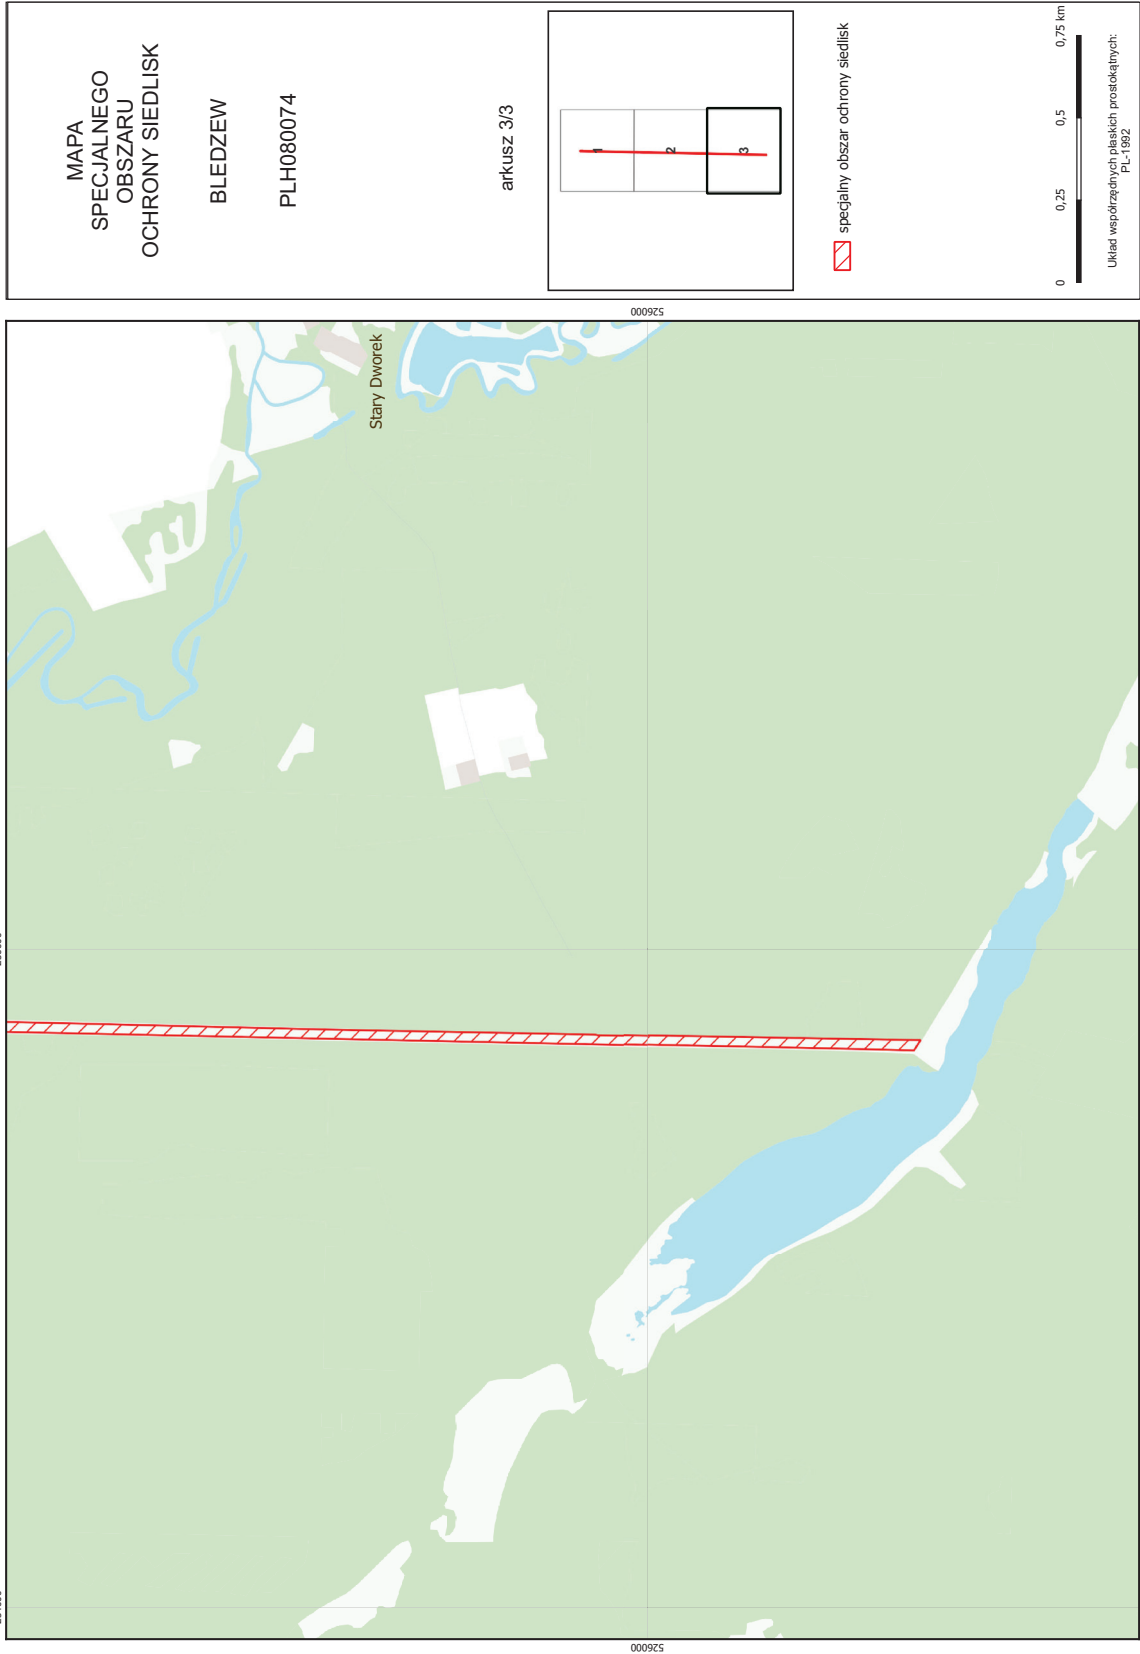 MAPA
SPECJALNEGO
OBSZARU
OCHRONY SIEDLISK
BLEDZEW
PLH080074
arkusz 3/3
1
2
3
specjalny obszar ochrony siedlisk
0 0,25 0,5 0,75 km
Układ współrzędnych płaskich prostokątnych:
PL-1992
526000
Stary Dworek
526000